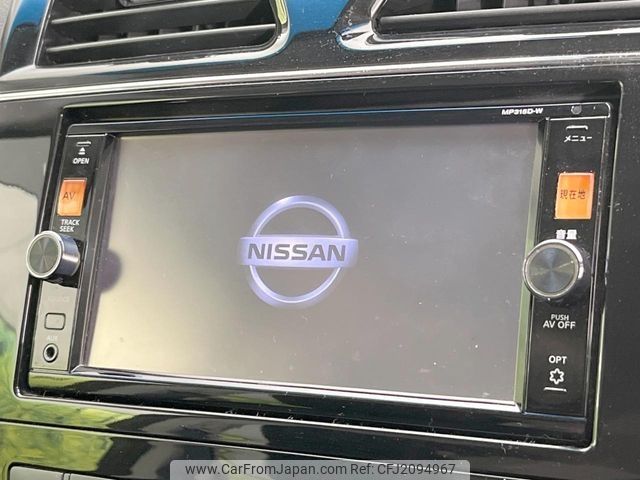 MP315D-W
OPEN
メニュー
AV
現在地
TRACK
SEEK
音量
NISSAN
PUSH
AV OFF
AUX
OPT
www.CarFromJapan.com Ref: CFJ2094967